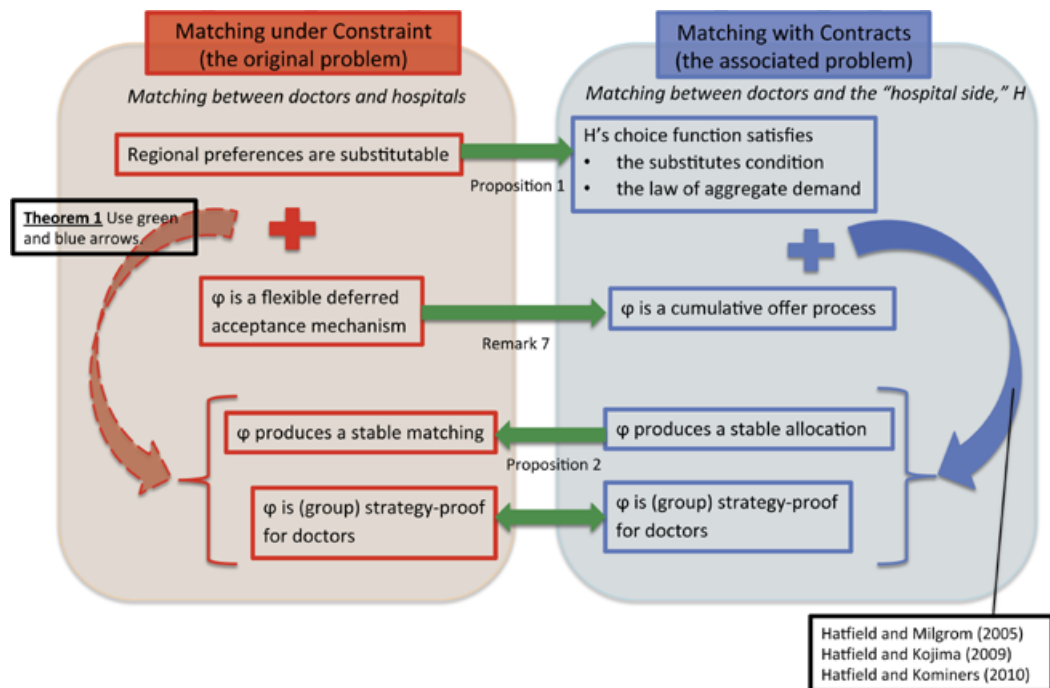 Matching under Constraint
(the original problem)
Matching between doctors and hospitals
Regional preferences are substitutable
Theorem 1 Use green
and blue arrows.
φ is a flexible deferred
acceptance mechanism
φ produces a stable matching
φ is (group) strategy-proof
for doctors
Proposition 1
Remark 7
Proposition 2
Matching with Contracts
(the associated problem)
Matching between doctors and the “hospital side,” H
H’s choice function satisfies
• the substitutes condition
• the law of aggregate demand
φ is a cumulative offer process
φ produces a stable allocation
φ is (group) strategy-proof
for doctors
Hatfield and Milgrom (2005)
Hatfield and Kojima (2009)
Hatfield and Kominers (2010)